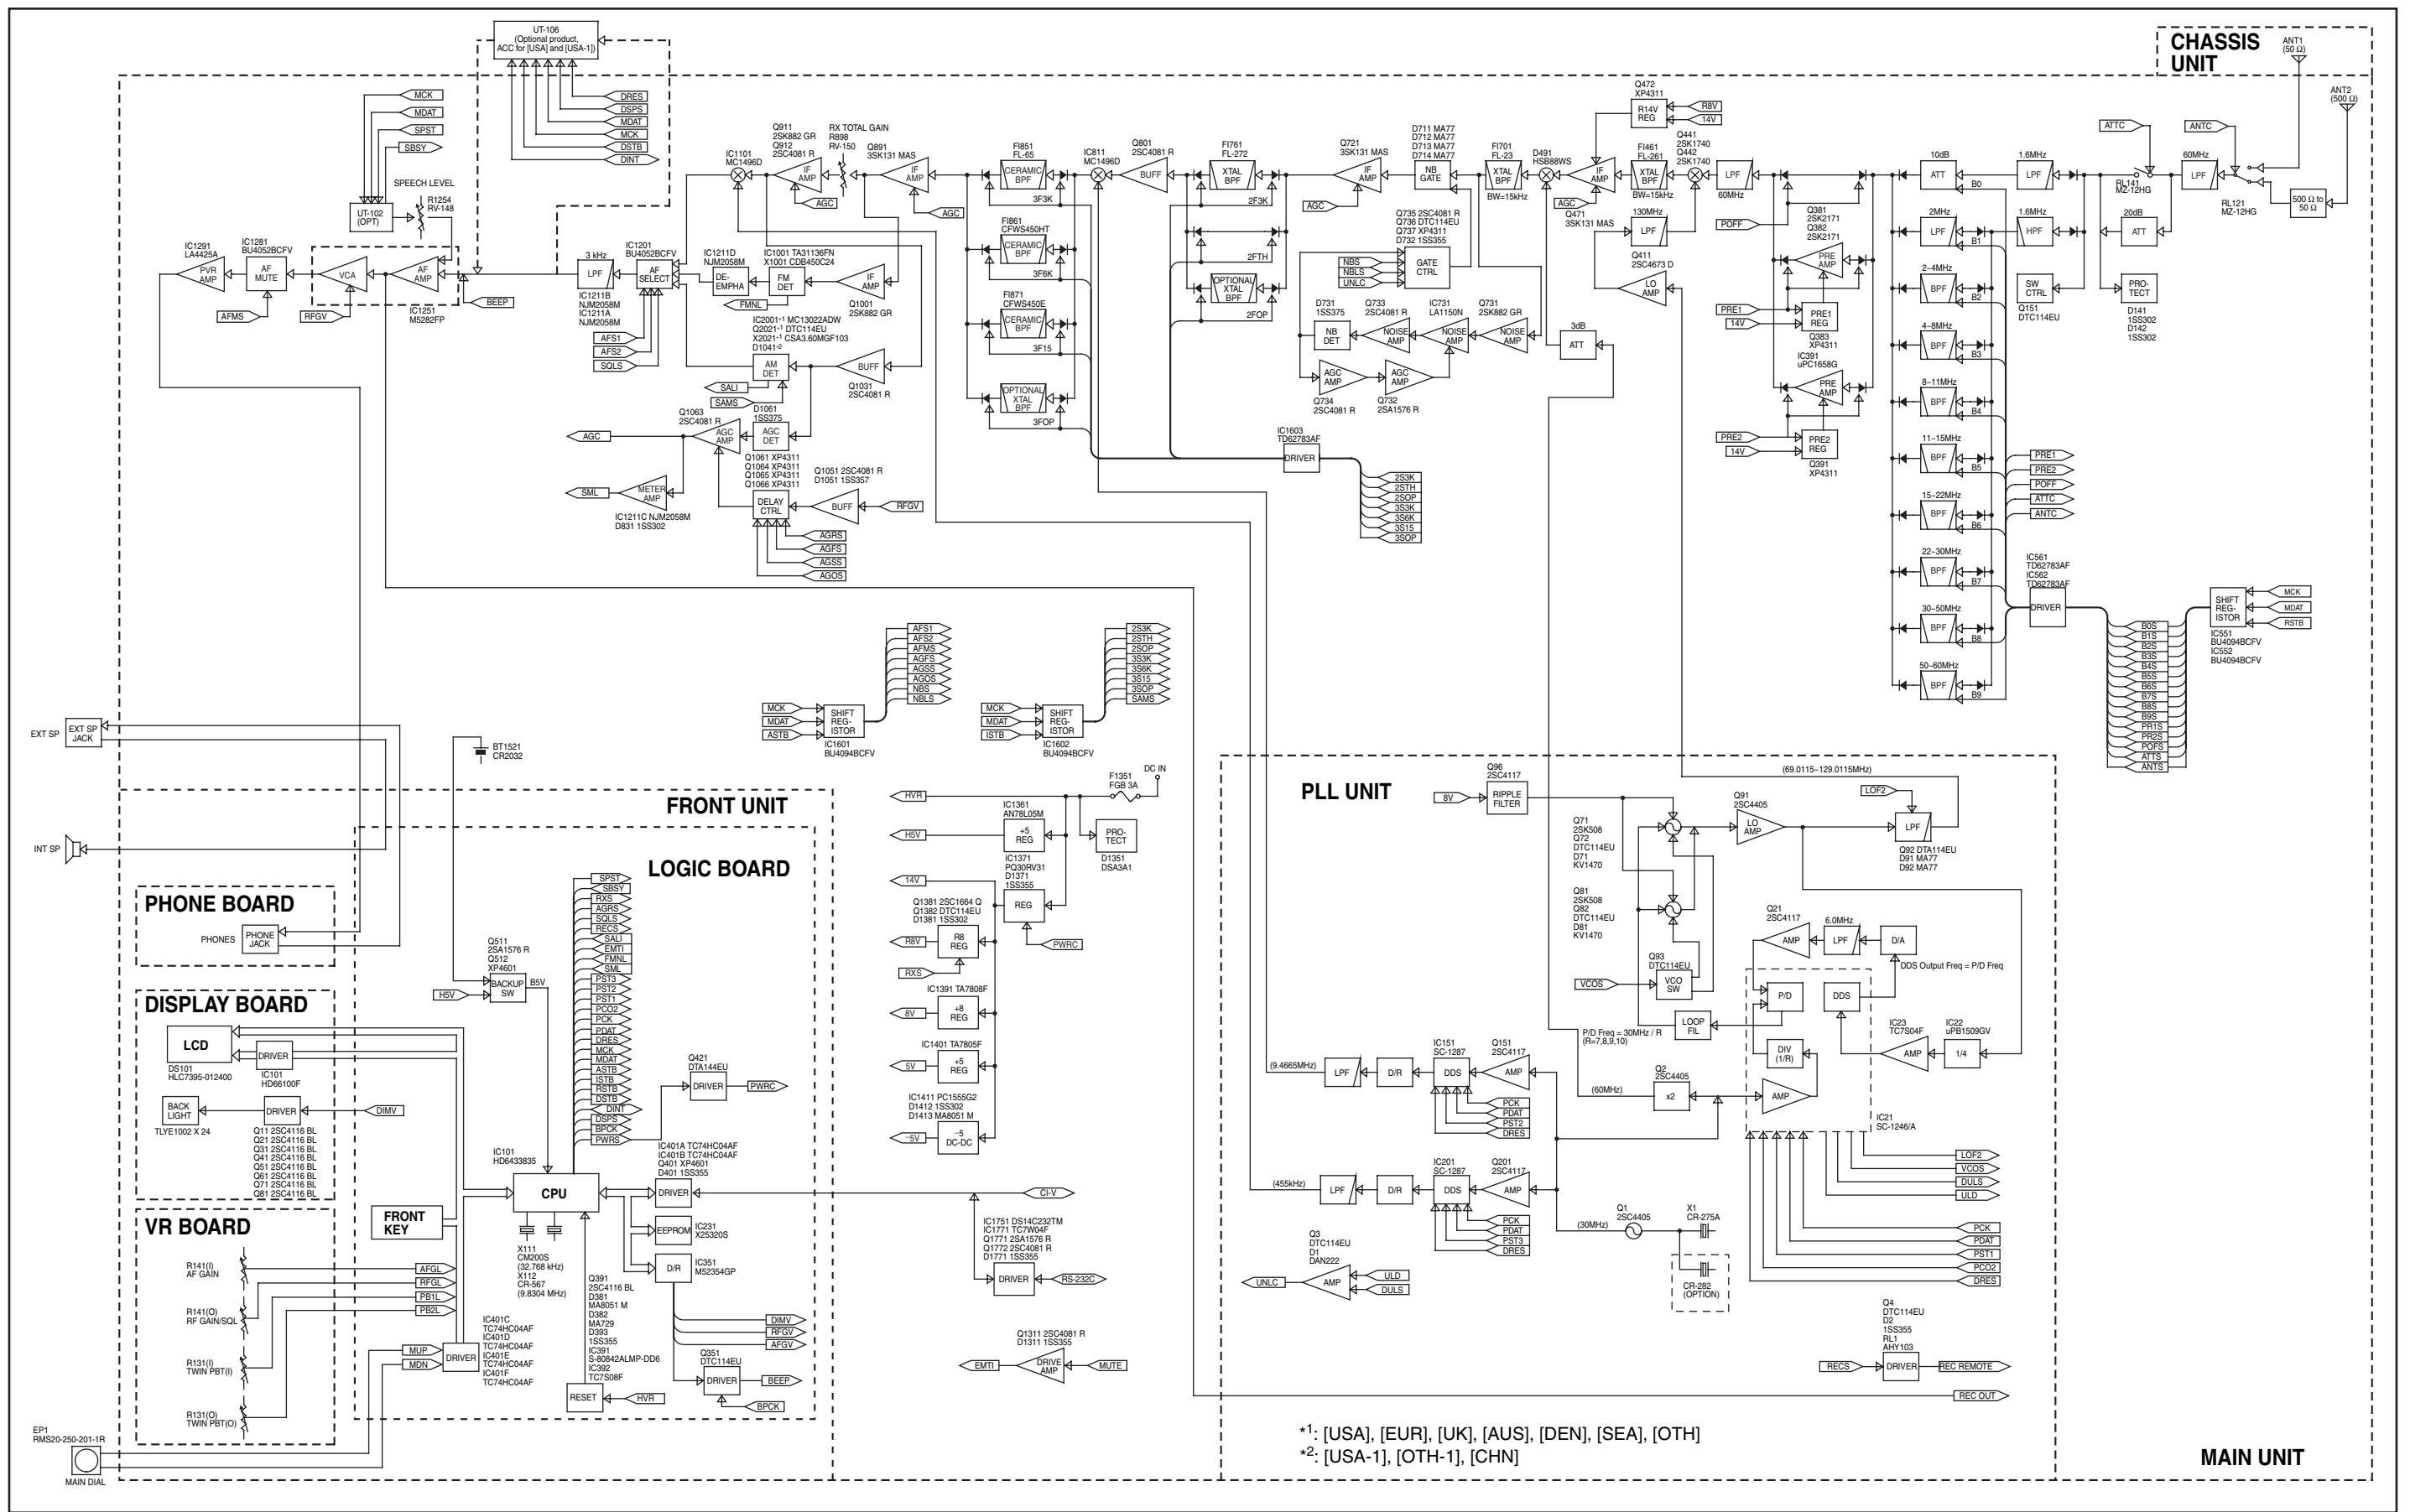 UT-106
(Optional product,
ACC for [USA] and [USA-1])
CHASSIS
UNIT
ANT1
(50 Ω)
ANT2
(500 Ω)
MCK
MDAT
SPST
SBSY
DRES
DSPS
MDAT
MCK
DSTB
DINT
SPEECH LEVEL
R1254
RV-148
UT-102
(OPT)
IC1291
LA4425A
PVR
AMP
IC1281
BU4052BCFV
AF
MUTE
VCA
AF
AMP
IC1251
M5282FP
AFMS
RFGV
BEEP
3 kHz
LPF
IC1211B
NJM2058M
IC1211A
NJM2058M
IC1201
BU4052BCFV
AF
SELECT
AFS1
AFS2
SQLS
IC1211D
NJM2058M
DE-
EMPHA
IC1001 TA31136FN
X1001 CDB450C24
FM
DET
FMNL
IF
AMP
Q1001
2SK882 GR
IC1101
MC1496D
Q911
2SK882 GR
Q912
2SC4081 R
IF
AMP
AGC
RX TOTAL GAIN
R898
RV-150
Q891
3SK131 MAS
IF
AMP
AGC
IC2001*1 MC13022ADW
Q2021*1 DTC114EU
X2021*1 CSA3.60MGF103
D1041*2
AM
DET
SALI
SAMS
BUFF
Q1031
2SC4081 R
Q1063
2SC4081 R
AGC
AGC
AMP
D1061
1SS375
AGC
DET
Q1061 XP4311
Q1064 XP4311
Q1065 XP4311
Q1066 XP4311
DELAY
CTRL
Q1051 2SC4081 R
D1051 1SS357
BUFF
RFGV
SML
METER
AMP
IC1211C NJM2058M
D831 1SS302
AGRS
AGFS
AGSS
AGOS
FI851
FL-65
CERAMIC
BPF
3F3K
FI861
CFWS450HT
CERAMIC
BPF
3F6K
FI871
CFWS450E
CERAMIC
BPF
3F15
OPTIONAL
XTAL
BPF
3FOP
IC811
MC1496D
Q801
2SC4081 R
BUFF
FI761
FL-272
XTAL
BPF
2F3K
2FTH
OPTIONAL
XTAL
BPF
2FOP
Q721
3SK131 MAS
IF
AMP
AGC
D711 MA77
D712 MA77
D713 MA77
D714 MA77
NB
GATE
Q735 2SC4081 R
Q736 DTC114EU
Q737 XP4311
D732 1SS355
GATE
CTRL
NBS
NBLS
UNLC
D731
1SS375
NB
DET
Q733
2SC4081 R
NOISE
AMP
IC731
LA1150N
NOISE
AMP
Q731
2SK882 GR
NOISE
AMP
AGC
AMP
Q734
2SC4081 R
AGC
AMP
Q732
2SA1576 R
FI701
FL-23
XTAL
BPF
BW=15kHz
D491
HSB88WS
3dB
ATT
IF
AMP
AGC
Q471
3SK131 MAS
Q472
XP4311
R14V
REG
R8V
14V
FI461
FL-261
XTAL
BPF
BW=15kHz
Q441
2SK1740
Q442
2SK1740
130MHz
LPF
Q411
2SC4673 D
LO
AMP
LPF
60MHz
POFF
Q381
2SK2171
Q382
2SK2171
PRE
AMP
PRE1
14V
PRE1
REG
Q383
XP4311
IC391
uPC1658G
PRE
AMP
PRE2
14V
PRE2
REG
Q391
XP4311
10dB
ATT
B0
2MHz
LPF
B1
2~4MHz
BPF
B2
4~8MHz
BPF
B3
8~11MHz
BPF
B4
11~15MHz
BPF
B5
15~22MHz
BPF
B6
22~30MHz
BPF
B7
30~50MHz
BPF
B8
50~60MHz
BPF
B9
1.6MHz
LPF
1.6MHz
HPF
SW
CTRL
Q151
DTC114EU
ATTC
RL141
MZ-12HG
20dB
ATT
PRO-
TECT
D141
1SS302
D142
1SS302
60MHz
LPF
ANTC
RL121
MZ-12HG
500 Ω to
50 Ω
PRE1
PRE2
POFF
ATTC
ANTC
IC561
TD62783AF
IC562
TD62783AF
DRIVER
B0S
B1S
B2S
B3S
B4S
B5S
B6S
B7S
B8S
B9S
PR1S
PR2S
POFS
ATTS
ANTS
SHIFT
REG-
ISTOR
IC551
BU4094BCFV
IC552
BU4094BCFV
MCK
MDAT
RSTB
IC1603
TD62783AF
DRIVER
2S3K
2STH
2SOP
3S3K
3S6K
3S15
3SOP
AFS1
AFS2
AFMS
AGFS
AGSS
AGOS
NBS
NBLS
MCK
MDAT
ASTB
SHIFT
REG-
ISTOR
IC1601
BU4094BCFV
2S3K
2STH
2SOP
3S3K
3S6K
3S15
3SOP
SAMS
MCK
MDAT
ISTB
SHIFT
REG-
ISTOR
IC1602
BU4094BCFV
EXT SP
EXT SP
JACK
INT SP
BT1521
CR2032
FRONT UNIT
LOGIC BOARD
PHONE BOARD
PHONES
PHONE
JACK
DISPLAY BOARD
LCD
DS101
HLC7395-012400
DRIVER
IC101
HD66100F
BACK
LIGHT
TLYE1002 X 24
DRIVER
DIMV
Q11 2SC4116 BL
Q21 2SC4116 BL
Q31 2SC4116 BL
Q41 2SC4116 BL
Q51 2SC4116 BL
Q61 2SC4116 BL
Q71 2SC4116 BL
Q81 2SC4116 BL
VR BOARD
R141(I)
AF GAIN
R141(O)
RF GAIN/SQL
R131(I)
TWIN PBT(I)
R131(O)
TWIN PBT(O)
EP1
RMS20-250-201-1R
MAIN DIAL
FRONT
KEY
AFGL
RFGL
PB1L
PB2L
MUP
MDN
DRIVER
IC401C
TC74HC04AF
IC401D
TC74HC04AF
IC401E
TC74HC04AF
IC401F
TC74HC04AF
Q511
2SA1576 R
Q512
XP4601
BACKUP
SW
H5V
B5V
SPST
SBSY
RXS
AGRS
SQLS
RECS
SALI
EMTI
FMNL
SML
PST3
PST2
PST1
PCO2
PCK
PDAT
DRES
MCK
MDAT
ASTB
ISTB
RSTB
DSTB
DINT
DSPS
BPCK
PWRS
IC101
HD6433835
CPU
X111
CM200S
(32.768 kHz)
X112
CR-567
(9.8304 MHz)
Q391
2SC4116 BL
D381
MA8051 M
D382
MA729
D393
1SS355
IC391
S-80842ALMP-DD6
IC392
TC7S08F
RESET
HVR
Q421
DTA144EU
DRIVER
PWRC
IC401A TC74HC04AF
IC401B TC74HC04AF
Q401 XP4601
D401 1SS355
DRIVER
EEPROM
IC231
X25320S
D/R
IC351
M52354GP
DIMV
RFGV
AFGV
Q351
DTC114EU
DRIVER
BEEP
BPCK
HVR
F1351
FGB 3A
DC IN
IC1361
AN78L05M
+5
REG
H5V
PRO-
TECT
D1351
DSA3A1
IC1371
PQ30RV31
D1371
1SS355
REG
14V
PWRC
Q1381 2SC1664 Q
Q1382 DTC114EU
D1381 1SS302
R8
REG
R8V
RXS
IC1391 TA7808F
+8
REG
8V
IC1401 TA7805F
+5
REG
5V
IC1411 PC1555G2
D1412 1SS302
D1413 MA8051 M
−5
DC-DC
−5V
CI-V
IC1751 DS14C232TM
IC1771 TC7W04F
Q1771 2SA1576 R
Q1772 2SC4081 R
D1771 1SS355
DRIVER
RS-232C
Q1311 2SC4081 R
D1311 1SS355
EMTI
DRIVE
AMP
MUTE
PLL UNIT
Q96
2SC4117
8V
RIPPLE
FILTER
Q71
2SK508
Q72
DTC114EU
D71
KV1470
Q81
2SK508
Q82
DTC114EU
D81
KV1470
Q91
2SC4405
LO
AMP
(69.0115~129.0115MHz)
LOF2
LPF
Q92 DTA114EU
D91 MA77
D92 MA77
Q93
DTC114EU
VCOS
VCO
SW
Q21
2SC4117
AMP
6.0MHz
LPF
D/A
DDS Output Freq = P/D Freq
P/D
DDS
LOOP
FIL
P/D Freq = 30MHz / R
(R=7,8,9,10)
DIV
(1/R)
AMP
IC23
TC7S04F
AMP
IC22
uPB1509GV
1/4
IC21
SC-1246/A
Q2
2SC4405
(60MHz)
x2
(9.4665MHz)
LPF
D/R
IC151
SC-1287
DDS
Q151
2SC4117
AMP
PCK
PDAT
PST2
DRES
(455kHz)
LPF
D/R
IC201
SC-1287
DDS
Q201
2SC4117
AMP
PCK
PDAT
PST3
DRES
(30MHz)
Q1
2SC4405
X1
CR-275A
CR-282
(OPTION)
LOF2
VCOS
DULS
ULD
PCK
PDAT
PST1
PCO2
DRES
Q3
DTC114EU
D1
DAN222
UNLC
AMP
ULD
DULS
Q4
DTC114EU
D2
1SS355
RL1
AHY103
RECS
DRIVER
REC REMOTE
REC OUT
*1: [USA], [EUR], [UK], [AUS], [DEN], [SEA], [OTH]
*2: [USA-1], [OTH-1], [CHN]
MAIN UNIT